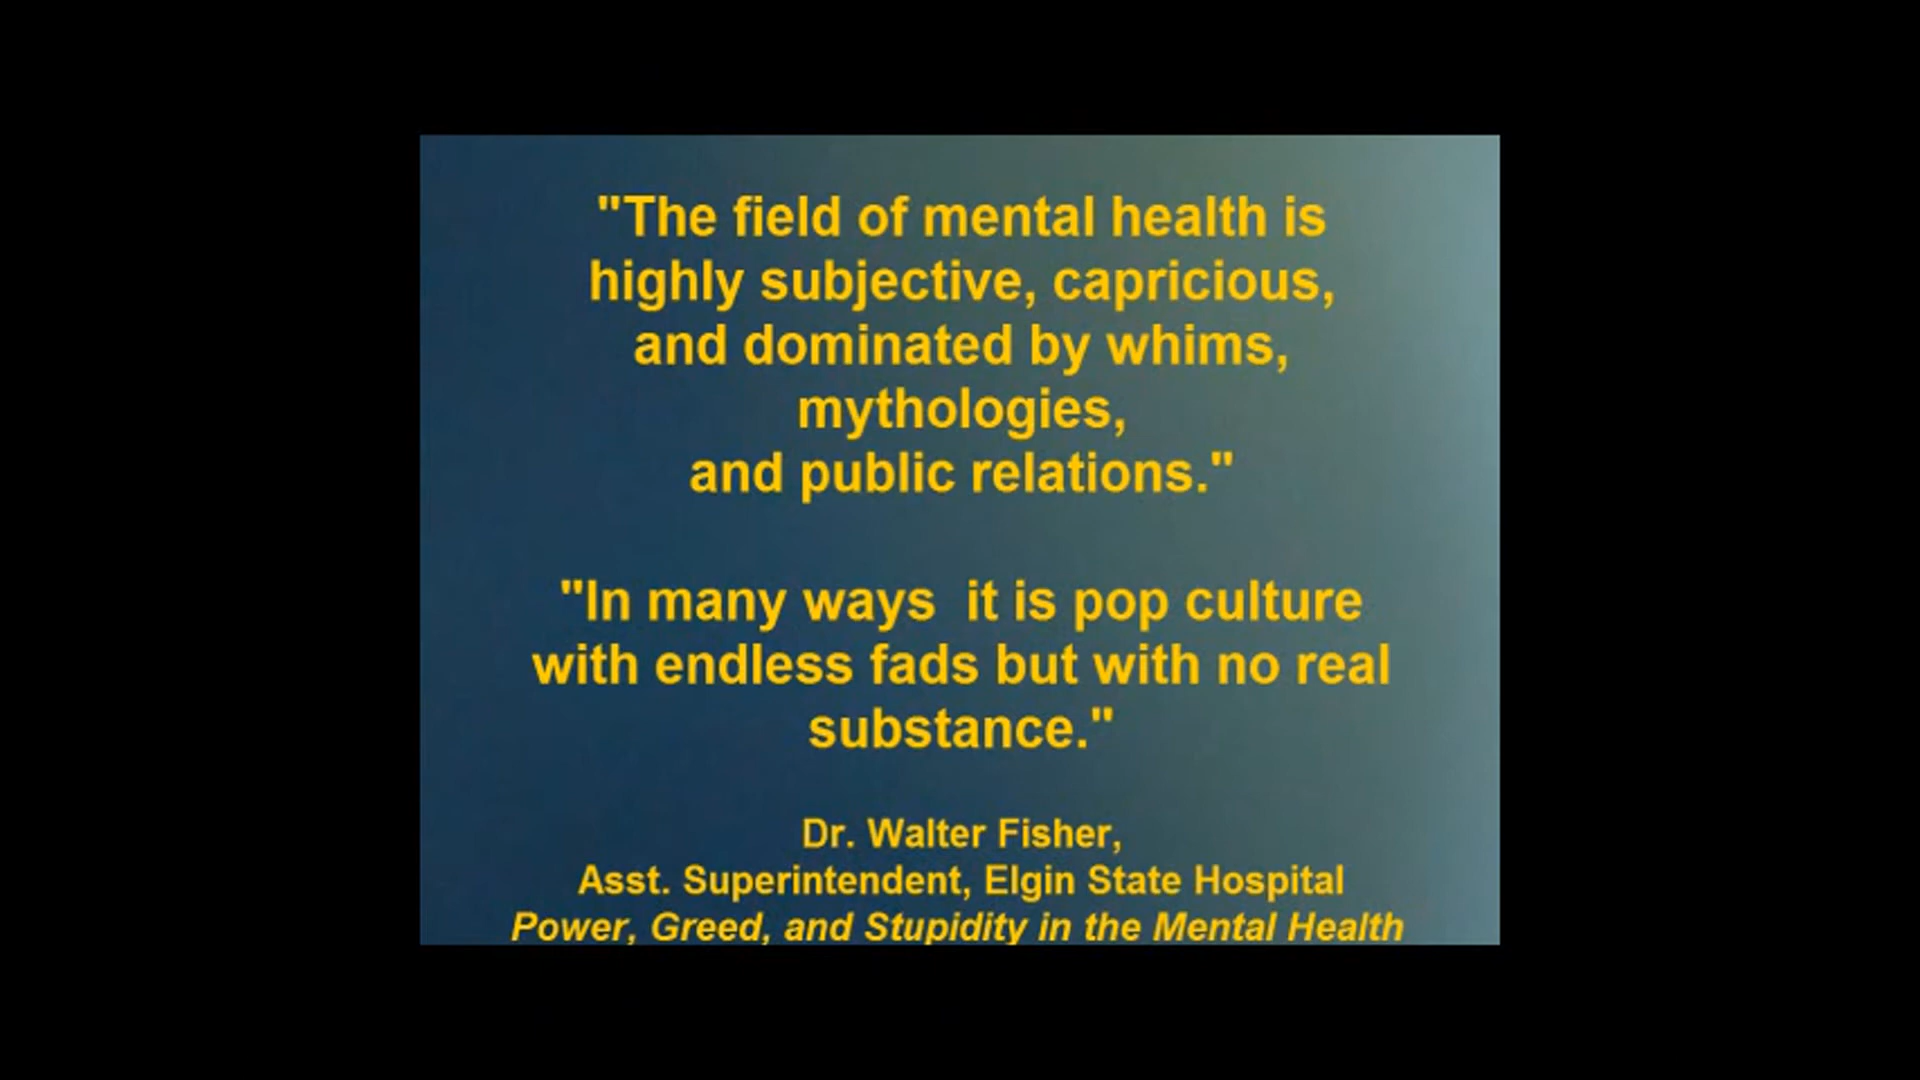 "The field of mental health is
highly subjective, capricious,
and dominated by whims,
mythologies,
and public relations."
"In many ways  it is pop culture
with endless fads but with no real
substance."
Dr. Walter Fisher,
Asst. Superintendent, Elgin State Hospital
Power, Greed, and Stupidity in the Mental Health